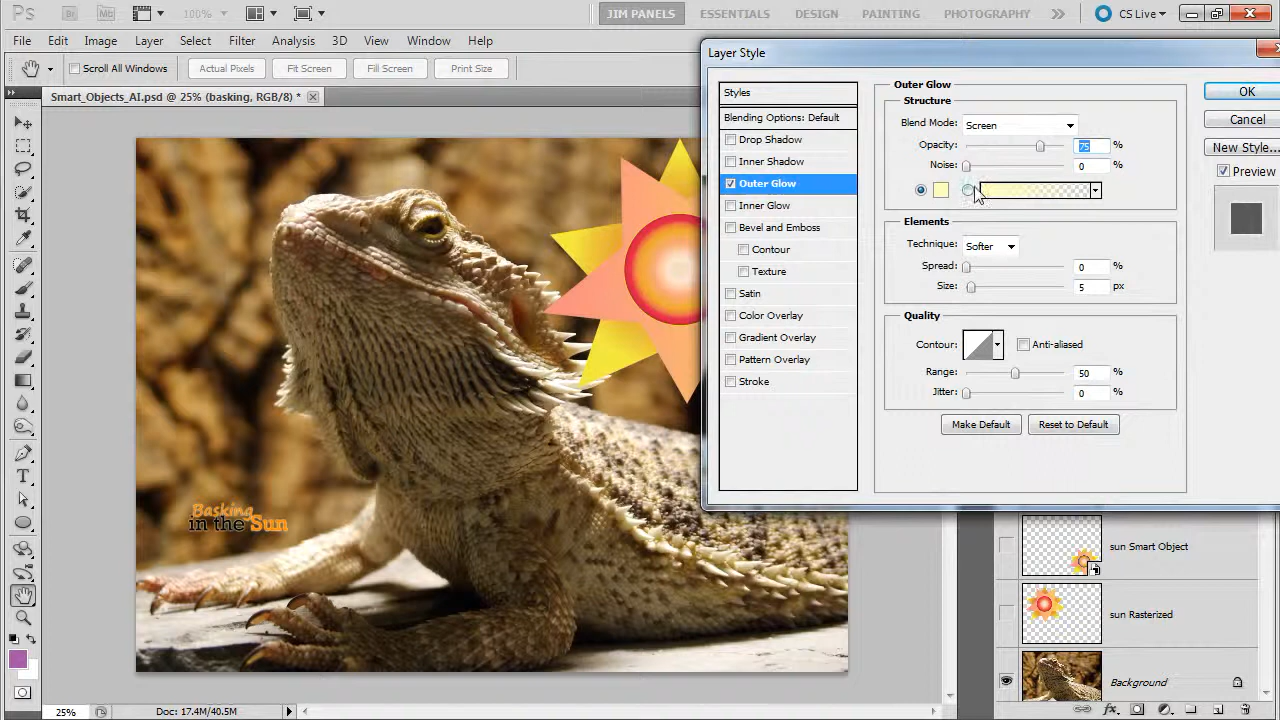 Ps Br Mb 100% JIM PANELS ESSENTIALS DESIGN PAINTING PHOTOGRAPHY CS Live
File Edit Image Layer Select Filter Analysis 3D View Window Help
Scroll All Windows Actual Pixels Fit Screen Fill Screen Print Size
Smart_Objects_AI.psd @ 25% (basking, RGB/8) *
Layer Style
Styles
Blending Options: Default
Drop Shadow
Inner Shadow
Outer Glow
Inner Glow
Bevel and Emboss
Contour
Texture
Satin
Color Overlay
Gradient Overlay
Pattern Overlay
Stroke
Outer Glow
Structure
Blend Mode: Screen
Opacity: 75 %
Noise: 0 %
Elements
Technique: Softer
Spread: 0 %
Size: 5 px
Quality
Contour: Anti-aliased
Range: 50 %
Jitter: 0 %
Make Default Reset to Default
OK
Cancel
New Style...
Preview
Basking
in the Sun
sun Smart Object
sun Rasterized
Background
25% Doc: 17.4M/40.5M
fx